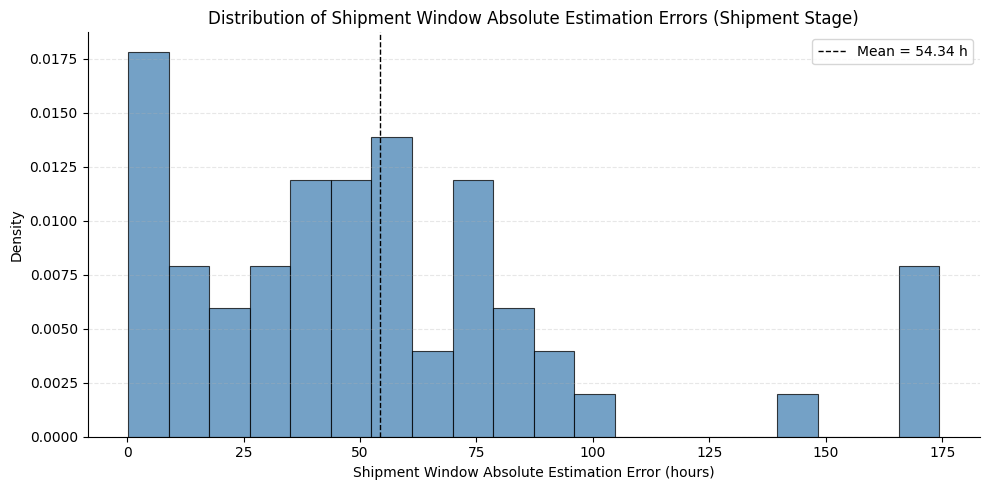 Distribution of Shipment Window Absolute Estimation Errors (Shipment Stage)
Mean = 54.34 h
0.0175
0.0150
0.0125
0.0100
0.0075
0.0050
0.0025
0.0000
Density
0 25 50 75 100 125 150 175
Shipment Window Absolute Estimation Error (hours)